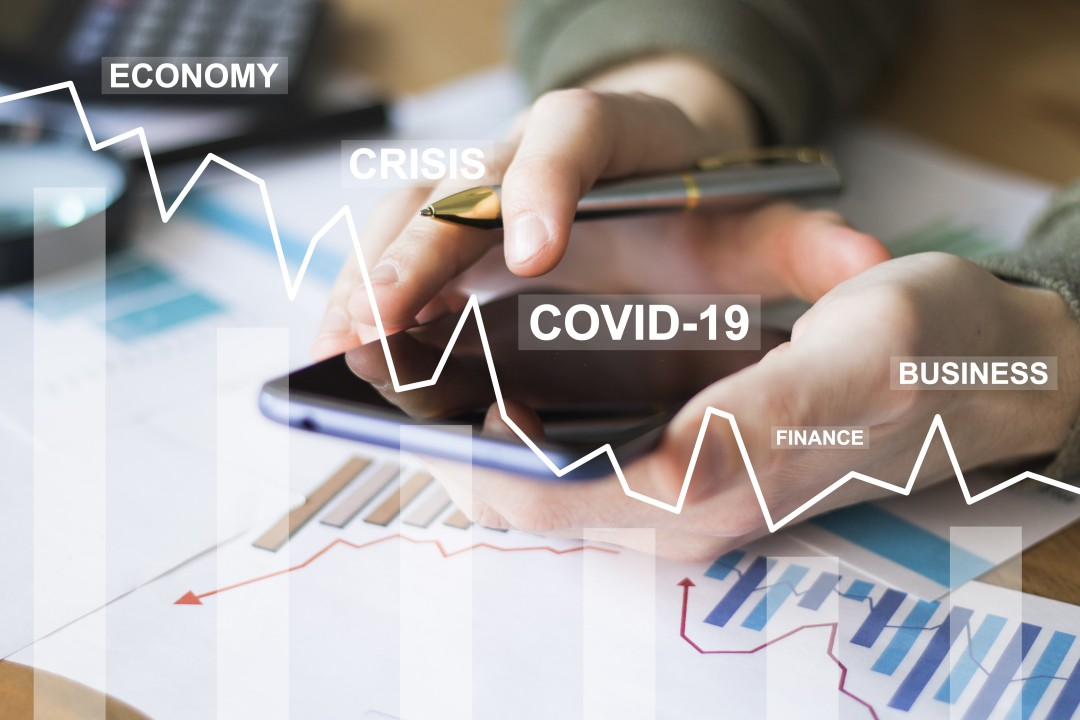 ECONOMY
CRISIS
COVID-19
BUSINESS
FINANCE